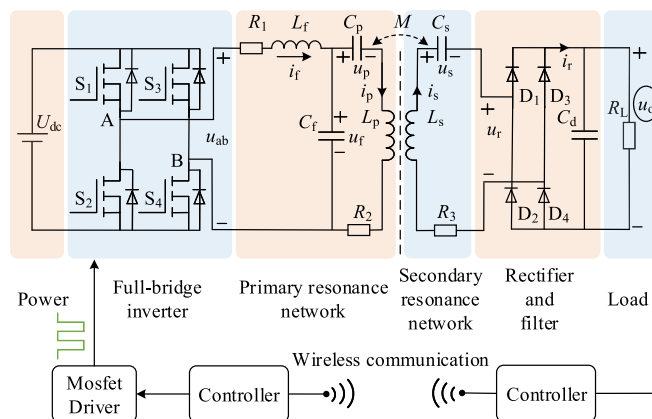 R1 Lf Cp M Cs
S1 S3 if up us ir
A ip is D1 D3
Udc uab Cf uf Lp Ls ur Cd RL uo
B
S2 S4 R2 R3 D2 D4
Power Full-bridge inverter Primary resonance network Secondary resonance network Rectifier and filter Load
Wireless communication
Mosfet Driver Controller Controller